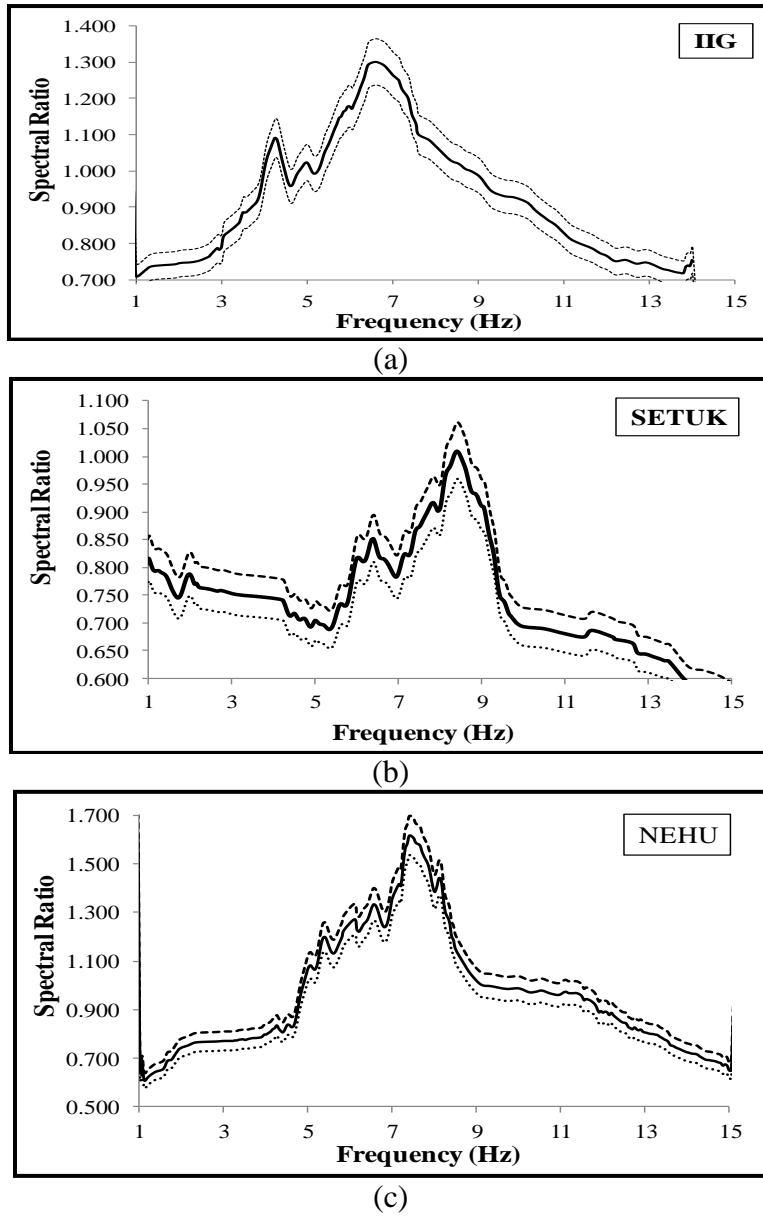 IIG
Spectral Ratio
1.400
1.300
1.200
1.100
1.000
0.900
0.800
0.700
1 3 5 7 9 11 13 15
Frequency (Hz)
(a)
SETUK
Spectral Ratio
1.100
1.050
1.000
0.950
0.900
0.850
0.800
0.750
0.700
0.650
0.600
1 3 5 7 9 11 13 15
Frequency (Hz)
(b)
NEHU
Spectral Ratio
1.700
1.500
1.300
1.100
0.900
0.700
0.500
1 3 5 7 9 11 13 15
Frequency (Hz)
(c)